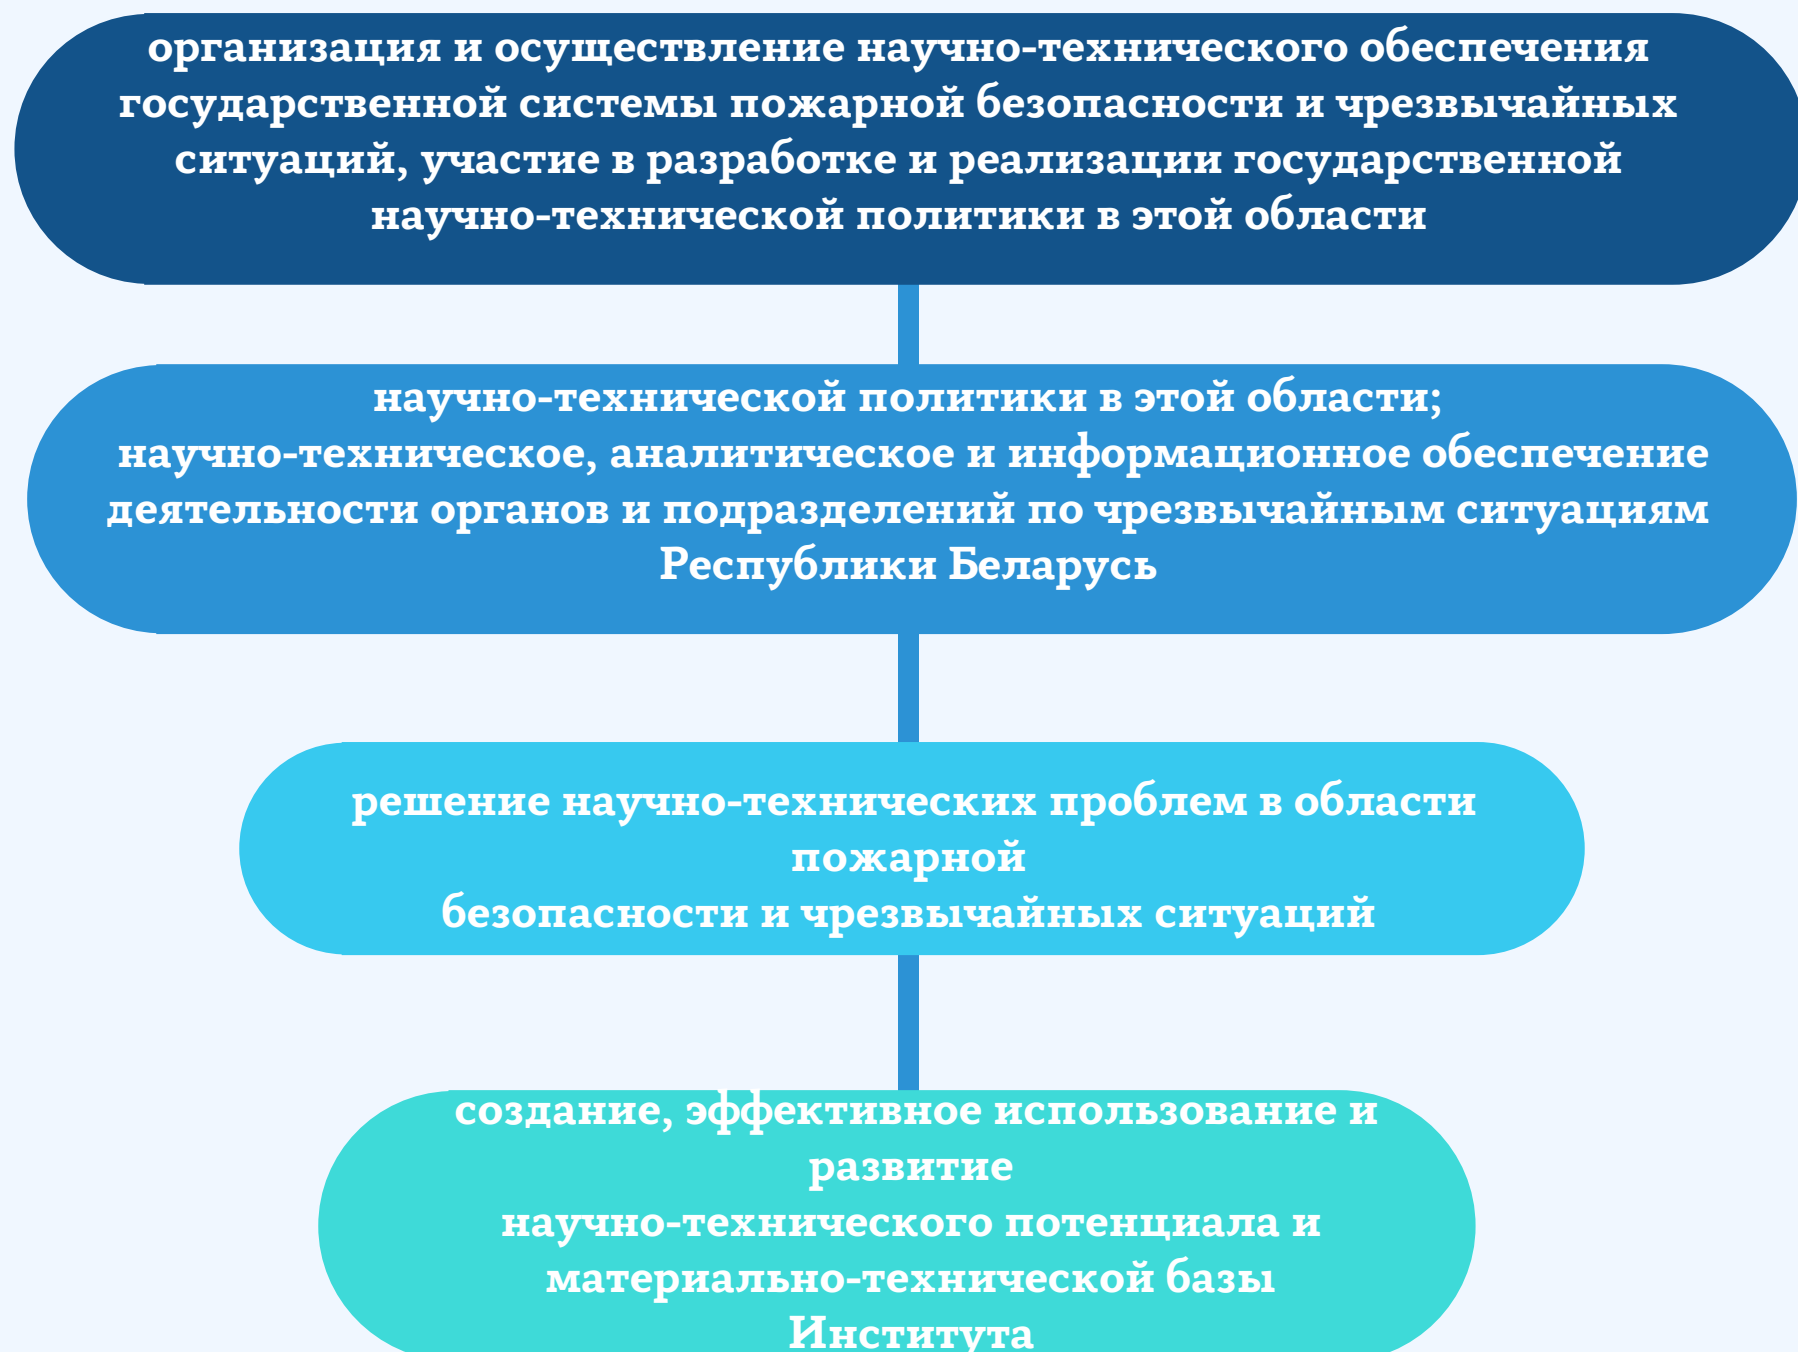 организация и осуществление научно-технического обеспечения
государственной системы пожарной безопасности и чрезвычайных
ситуаций, участие в разработке и реализации государственной
научно-технической политики в этой области
научно-технической политики в этой области;
научно-техническое, аналитическое и информационное обеспечение
деятельности органов и подразделений по чрезвычайным ситуациям
Республики Беларусь
решение научно-технических проблем в области
пожарной
безопасности и чрезвычайных ситуаций
создание, эффективное использование и
развитие
научно-технического потенциала и
материально-технической базы
Института